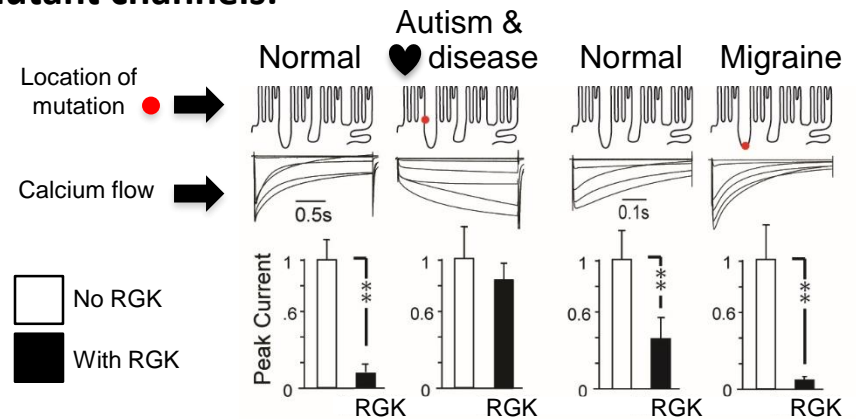 mutant channels.
Normal
Autism &
disease
Normal
Migraine
Location of
mutation
Calcium flow
0.5s
0.1s
No RGK
With RGK
Peak Current
1
.6
0
**
RGK
1
0.6
0
RGK
1
0.6
0
**
RGK
1
0.6
0
**
RGK